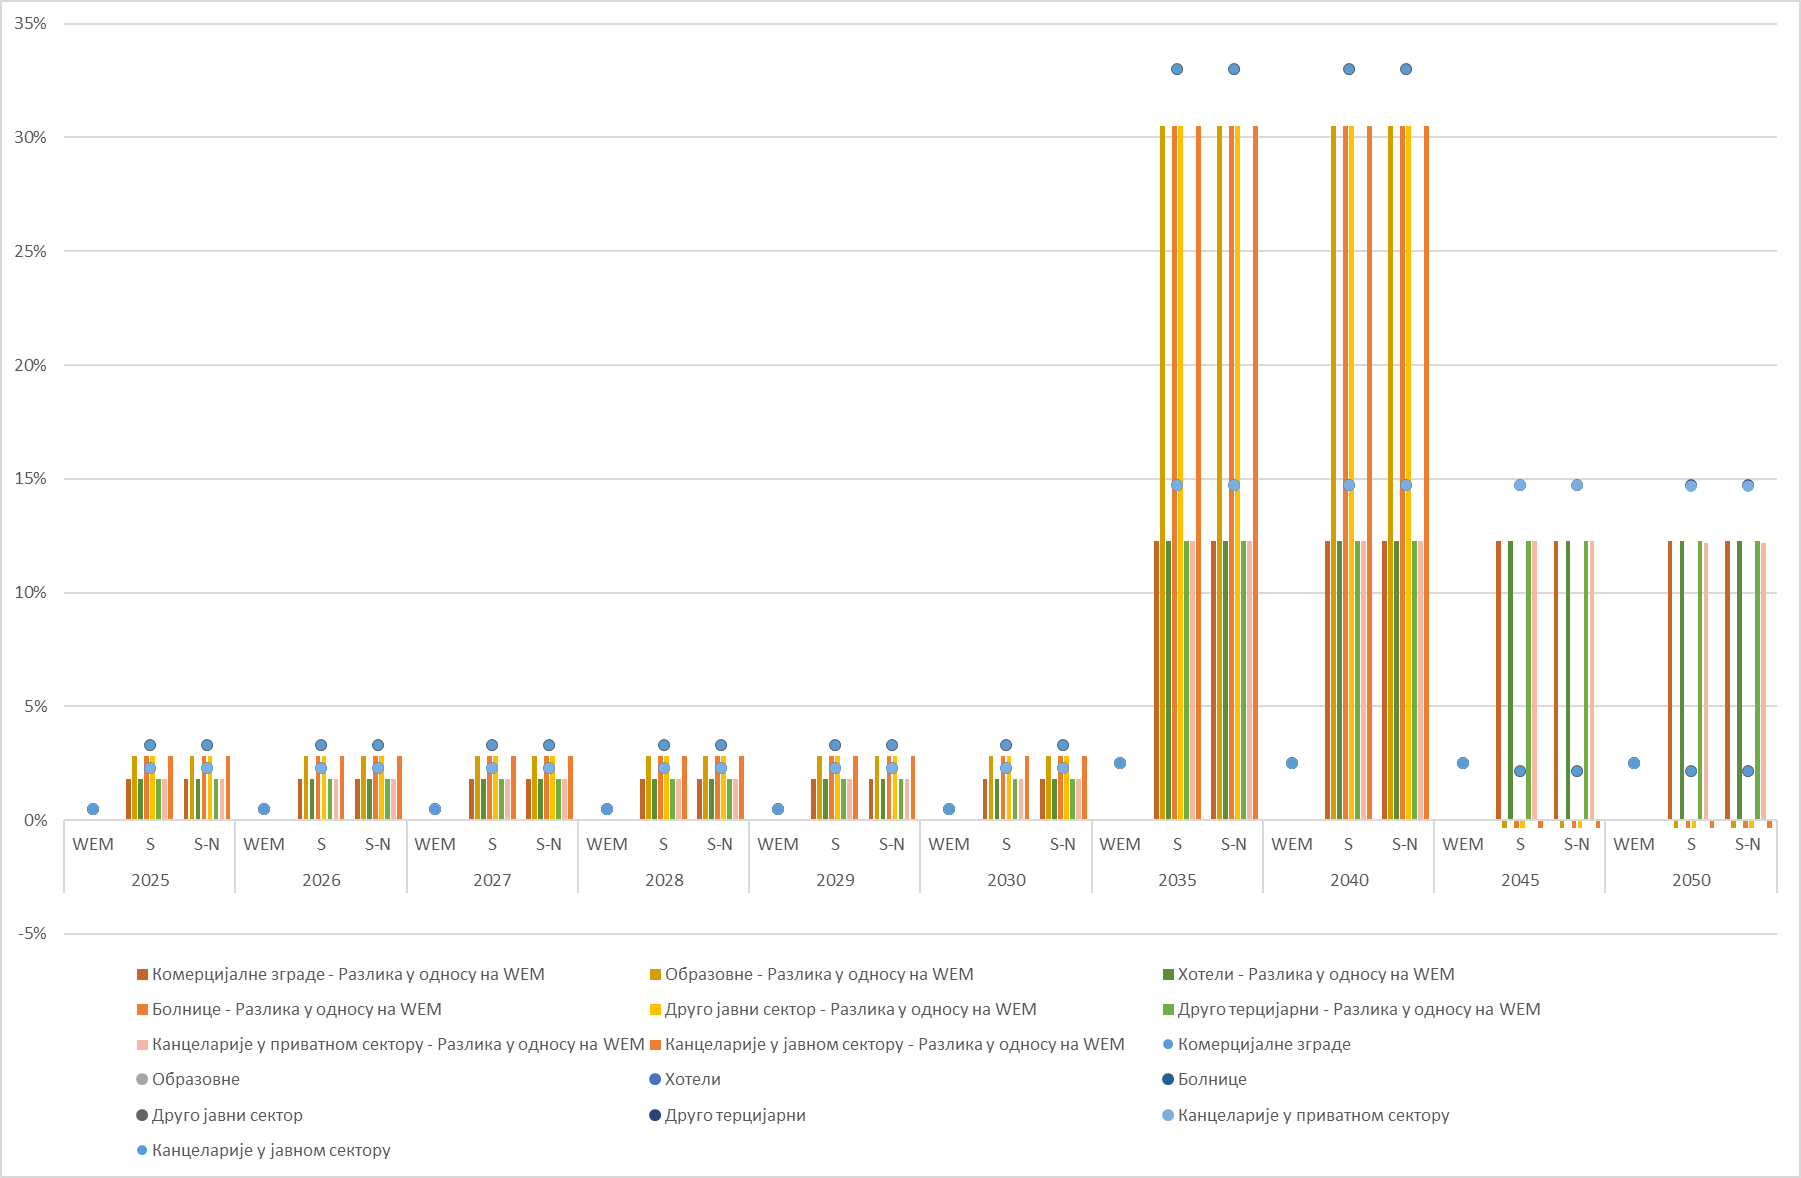 35%
30%
25%
20%
15%
10%
5%
0%
WEM S S-N WEM S S-N WEM S S-N WEM S S-N WEM S S-N WEM S S-N WEM S S-N WEM S S-N WEM S S-N WEM S S-N
2025 2026 2027 2028 2029 2030 2035 2040 2045 2050
-5%
Комерцијалне зграде - Разлика у односу на WEM Образовне - Разлика у односу на WEM Хотели - Разлика у односу на WEM
Болнице - Разлика у односу на WEM Друго јавни сектор - Разлика у односу на WEM Друго терцијарни - Разлика у односу на WEM
Канцеларије у приватном сектору - Разлика у односу на WEM Канцеларије у јавном сектору - Разлика у односу на WEM Комерцијалне зграде
Образовне Хотели Болнице
Друго јавни сектор Друго терцијарни Канцеларије у приватном сектору
Канцеларије у јавном сектору